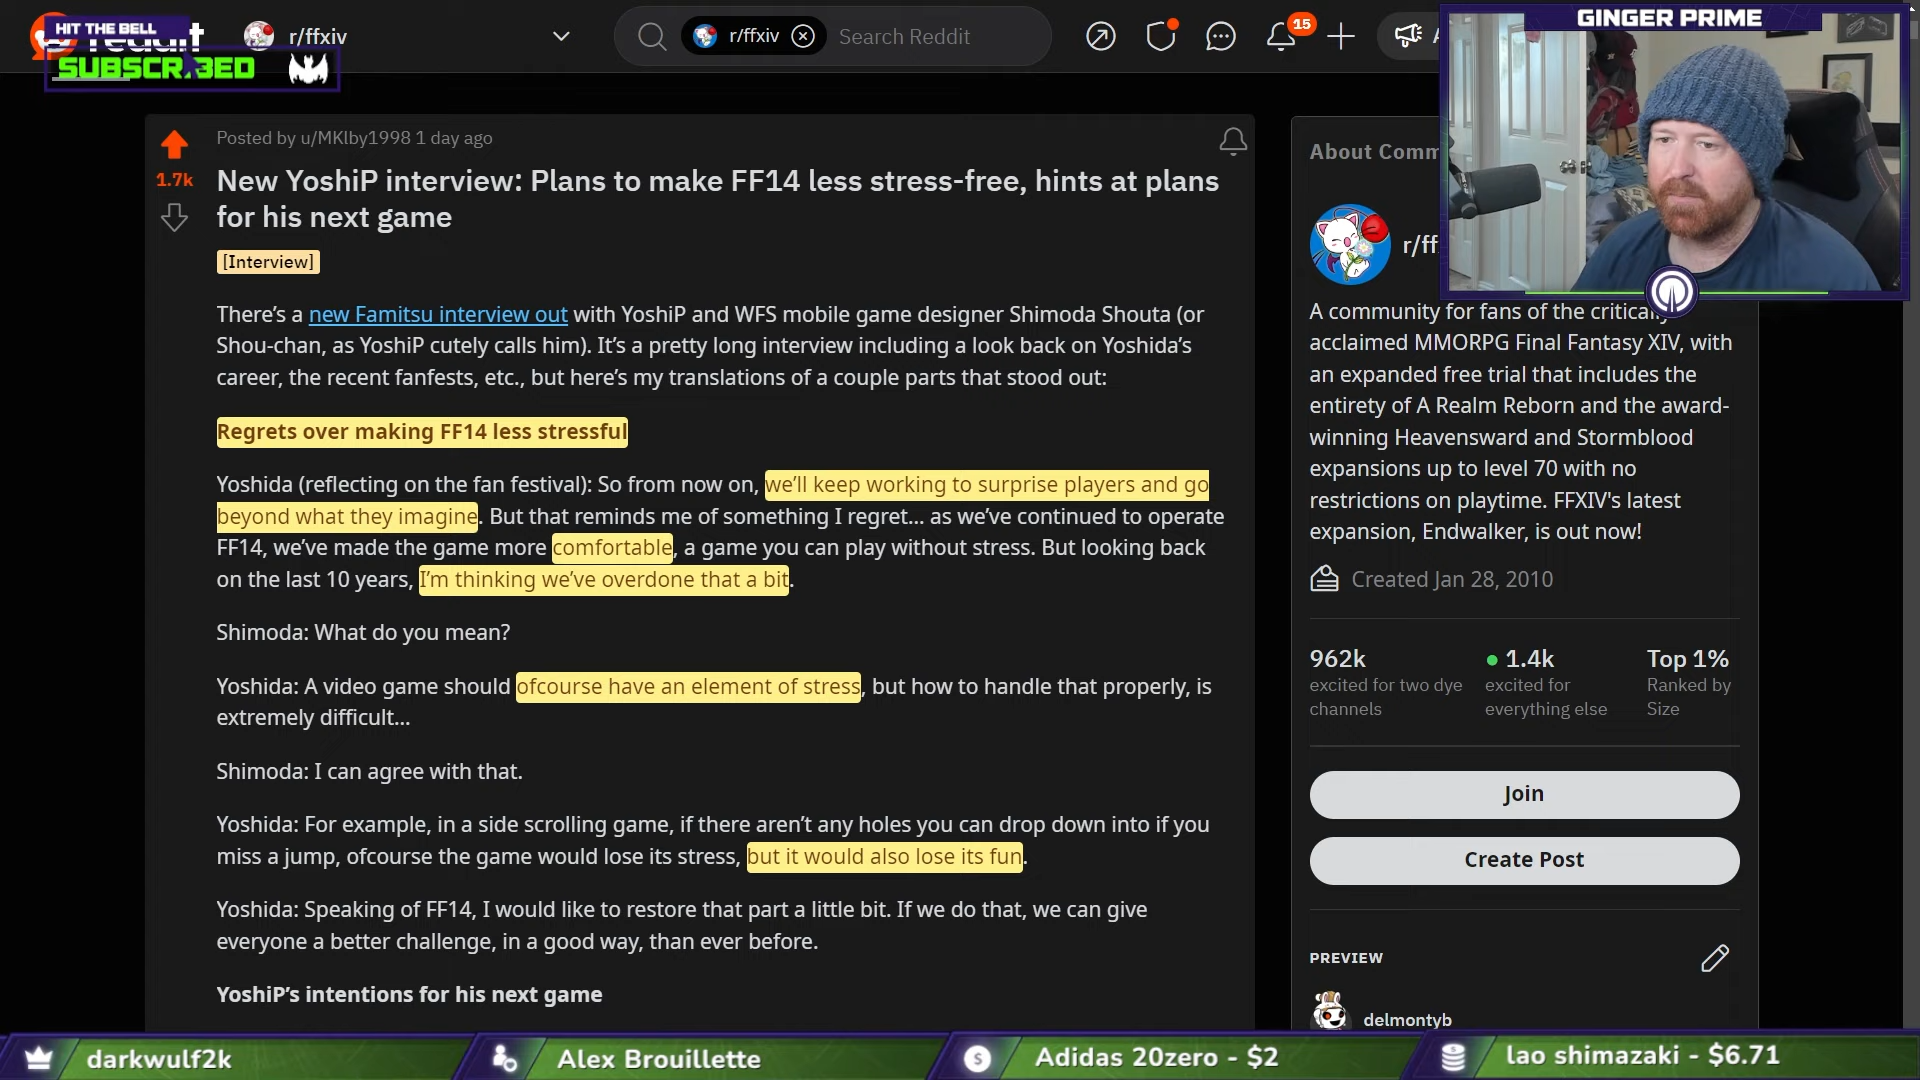 HIT THE BELL
reddit
SUBSCRIBED
r/ffxiv
r/ffxiv
Search Reddit
15
A
GINGER PRIME
Posted by u/MKlby1998 1 day ago
1.7k
New YoshiP interview: Plans to make FF14 less stress-free, hints at plans
for his next game
[Interview]
There's a new Famitsu interview out with YoshiP and WFS mobile game designer Shimoda Shouta (or
Shou-chan, as YoshiP cutely calls him). It's a pretty long interview including a look back on Yoshida's
career, the recent fanfests, etc., but here's my translations of a couple parts that stood out:
Regrets over making FF14 less stressful
Yoshida (reflecting on the fan festival): So from now on, we'll keep working to surprise players and go
beyond what they imagine. But that reminds me of something I regret... as we've continued to operate
FF14, we've made the game more comfortable, a game you can play without stress. But looking back
on the last 10 years, I'm thinking we've overdone that a bit.
Shimoda: What do you mean?
Yoshida: A video game should ofcourse have an element of stress, but how to handle that properly, is
extremely difficult...
Shimoda: I can agree with that.
Yoshida: For example, in a side scrolling game, if there aren't any holes you can drop down into if you
miss a jump, ofcourse the game would lose its stress, but it would also lose its fun.
Yoshida: Speaking of FF14, I would like to restore that part a little bit. If we do that, we can give
everyone a better challenge, in a good way, than ever before.
YoshiP's intentions for his next game
About Comm
r/ff
A community for fans of the critically
acclaimed MMORPG Final Fantasy XIV, with
an expanded free trial that includes the
entirety of A Realm Reborn and the award-
winning Heavensward and Stormblood
expansions up to level 70 with no
restrictions on playtime. FFXIV's latest
expansion, Endwalker, is out now!
Created Jan 28, 2010
962k
excited for two dye
channels
1.4k
excited for
everything else
Top 1%
Ranked by
Size
Join
Create Post
PREVIEW
delmontyb
darkwulf2k
Alex Brouillette
Adidas 20zero - $2
lao shimazaki - $6.71